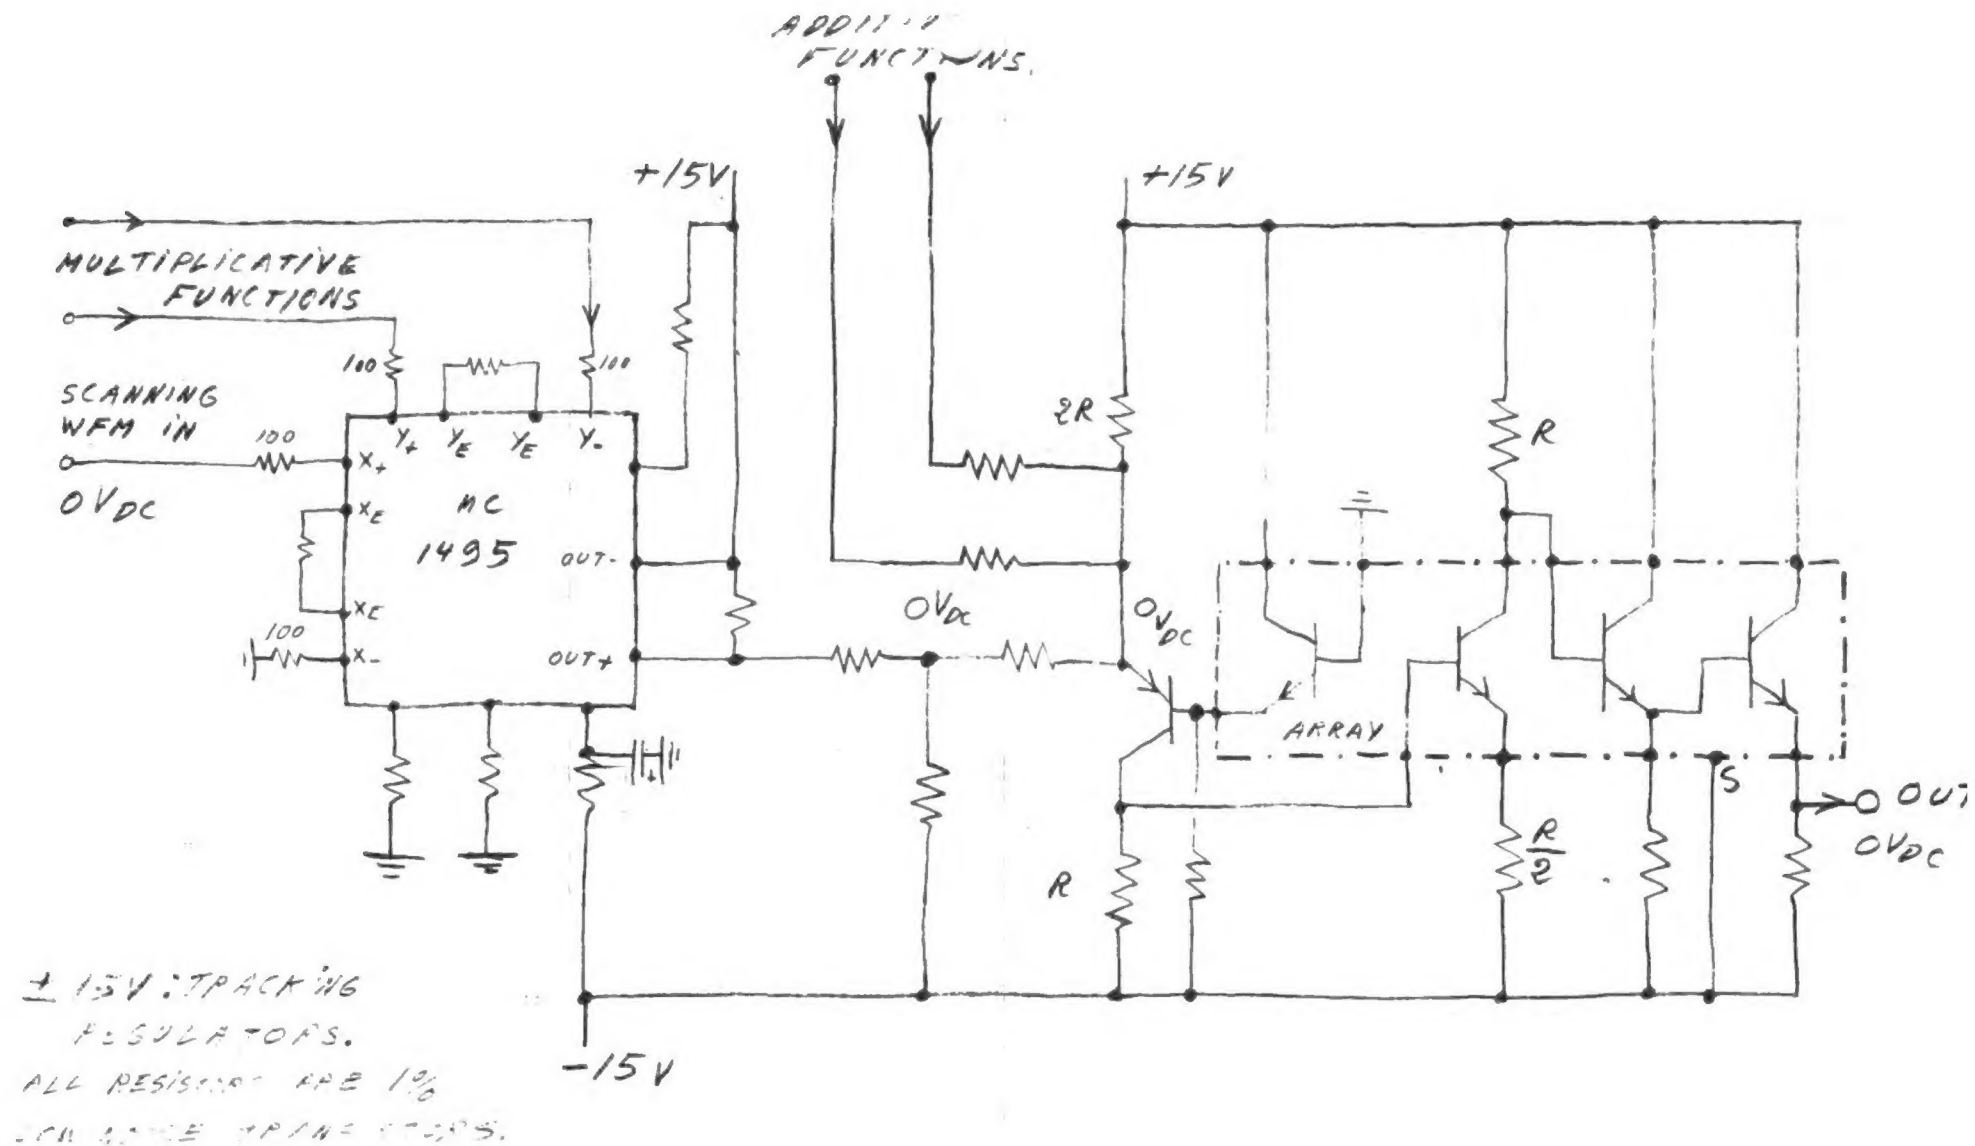 FUNCTIONS.
+15V
+15V
MULTIPLICATIVE
FUNCTIONS
100
100
SCANNING
WFM iN
100
0VDC
Y+ YE YE Y-
X+
XE
MC
1495
XE
100
X-
OUT-
OUT+
2R
R
0VDC
0VDC
ARRAY
S
OUT
0VDC
R
R
2
-15V
± 15V: TRACKiNG
REGULATORS.
ALL RESISTORS ARE 1%